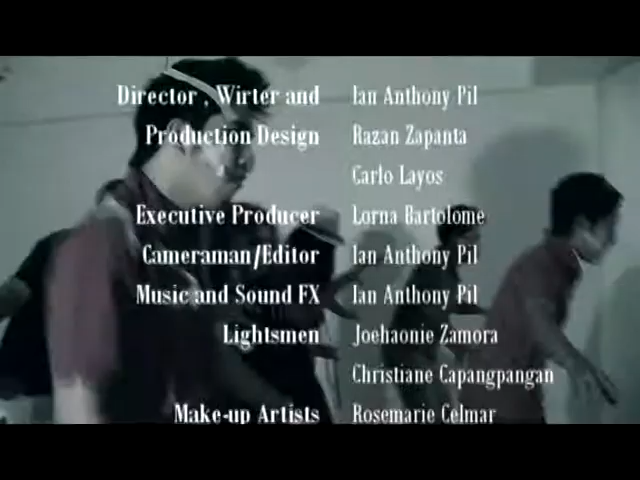 Director , Wirter and Ian Anthony Pil
Production Design Razan Zapanta
Carlo Layos
Executive Producer Lorna Bartolome
Cameraman/Editor Ian Anthony Pil
Music and Sound FX Ian Anthony Pil
Lightsmen Joehaonie Zamora
Christiane Capangpangan
Make-up Artists Rosemarie Celmar